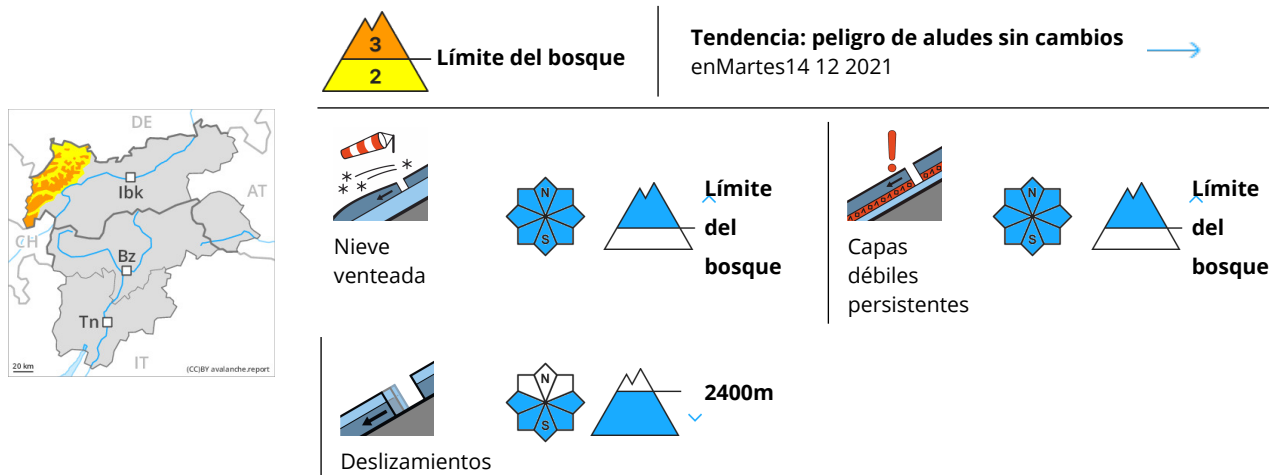 3
2
Límite del bosque
Tendencia: peligro de aludes sin cambios
enMartes14 12 2021
DE
AT
CH
IT
Ibk
Bz
Tn
20 km
(CC)BY avalanche.report
Nieve
venteada
N
S
Límite
del
bosque
Capas
débiles
persistentes
N
S
Límite
del
bosque
Deslizamientos
N
S
2400m